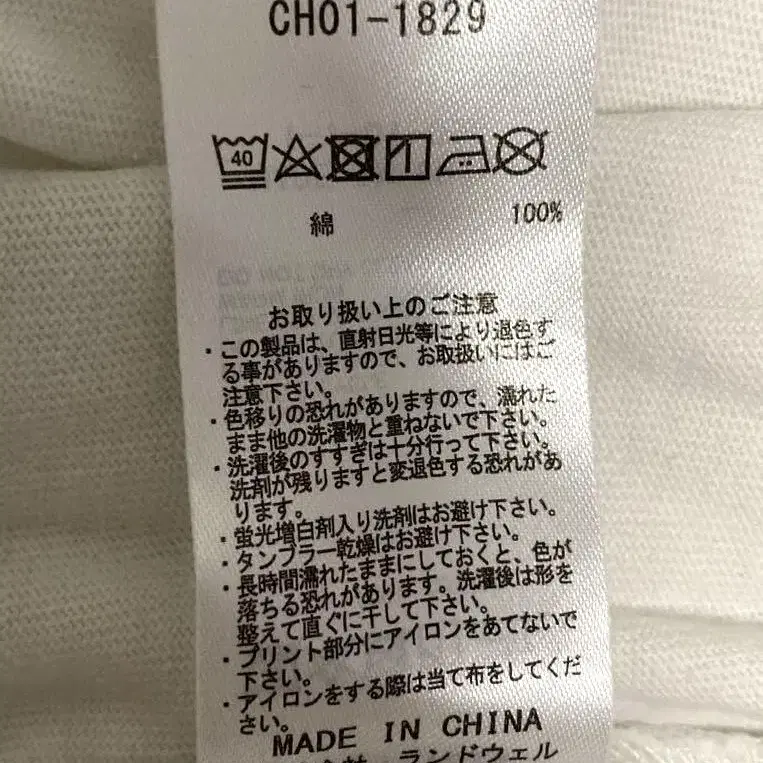 CH01-1829
40
綿 100%
お取り扱い上のご注意
・この製品は、直射日光等により退色す
る事がありますので、お取扱いにはご
注意下さい。
・色移りの恐れがありますので、濡れた
まま他の洗濯物と重ねないで下さい。
・洗濯後のすすぎは十分行って下さい。
洗剤が残りますと変退色する恐れがあ
ります。
・蛍光増白剤入り洗剤はお避け下さい。
・タンブラー乾燥はお避け下さい。
・長時間濡れたままにしておくと、色が
落ちる恐れがあります。洗濯後は形を
整えて直ぐに干して下さい。
・プリント部分にアイロンをあてないで
下さい。
・アイロンをする際は当て布をしてくだ
さい。
MADE IN CHINA
ランドウェル